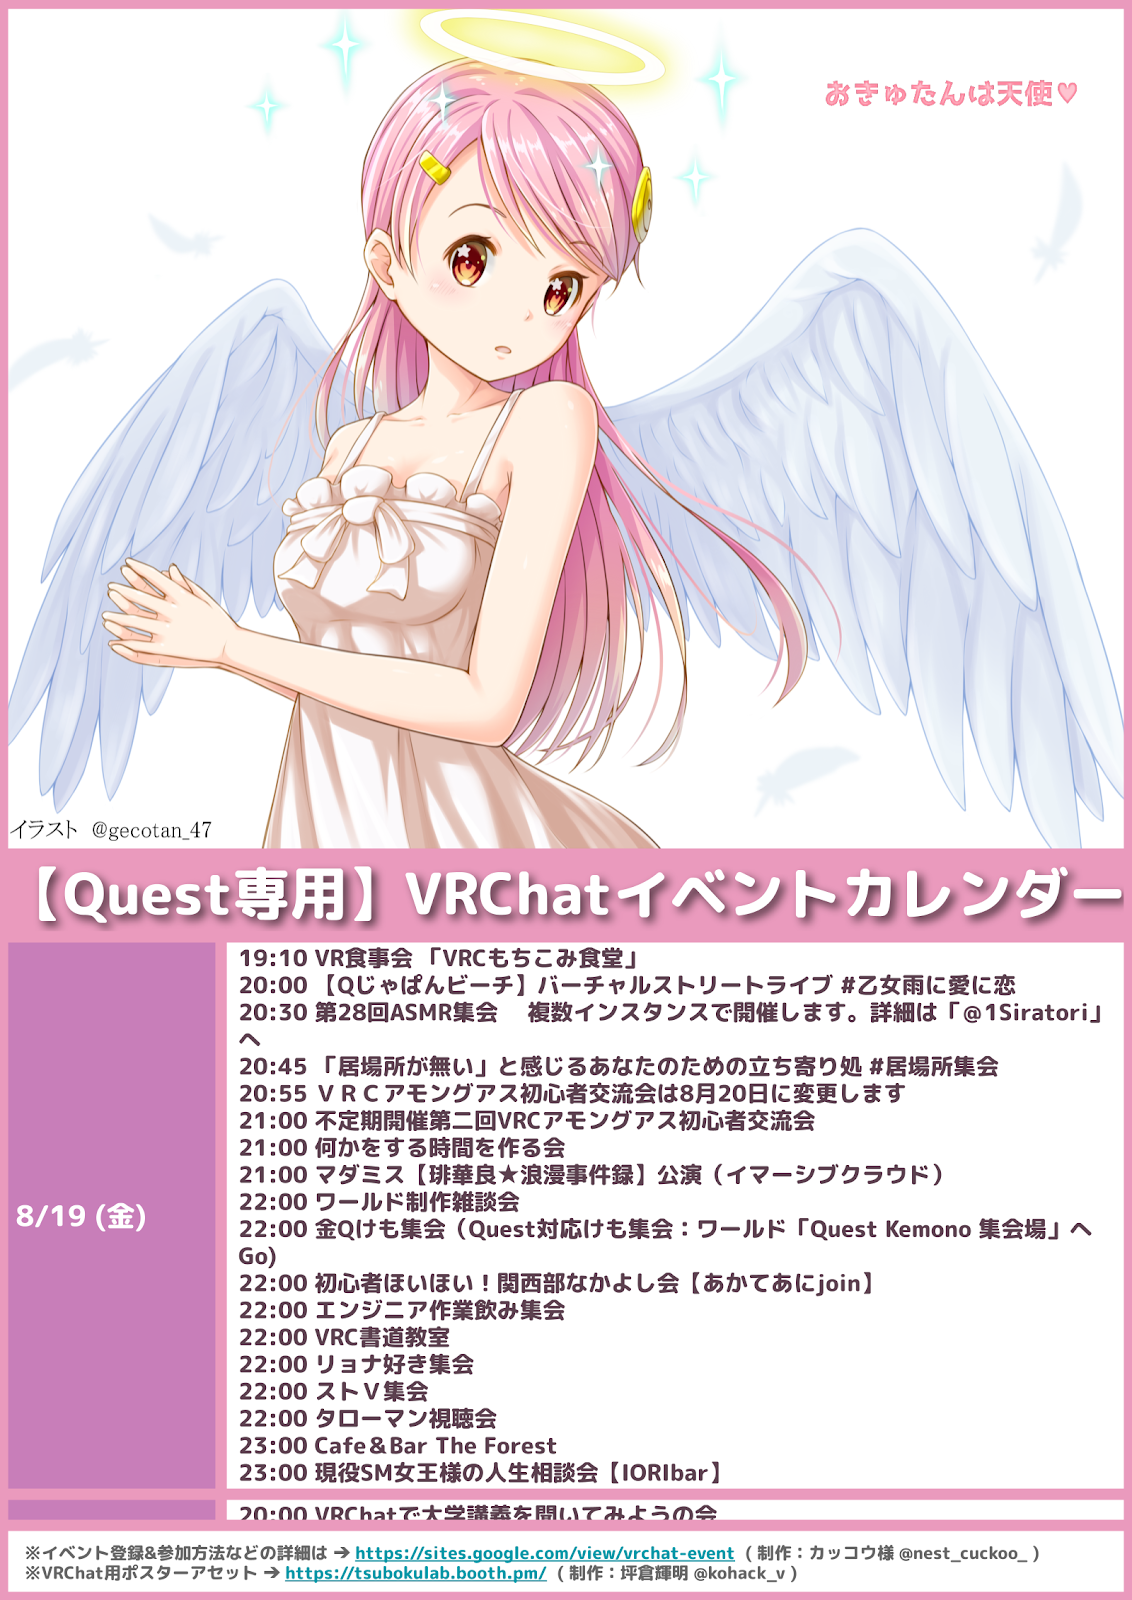 おきゅたんは天使♥
イラスト @gecotan_47
【Quest専用】VRChatイベントカレンダー
8/19 (金)
19:10 VR食事会 「VRCもちこみ食堂」
20:00 【Qじゃぱんビーチ】バーチャルストリートライブ #乙女雨に愛に恋
20:30 第28回ASMR集会　複数インスタンスで開催します。詳細は「@1Siratori」
へ
20:45 「居場所が無い」と感じるあなたのための立ち寄り処 #居場所集会
20:55 ＶＲＣアモングアス初心者交流会は8月20日に変更します
21:00 不定期開催第二回VRCアモングアス初心者交流会
21:00 何かをする時間を作る会
21:00 マダミス【琲華良★浪漫事件録】公演（イマーシブクラウド）
22:00 ワールド制作雑談会
22:00 金Qけも集会（Quest対応けも集会：ワールド「Quest Kemono 集会場」へ
Go)
22:00 初心者ほいほい！関西部なかよし会【あかてあにjoin】
22:00 エンジニア作業飲み集会
22:00 VRC書道教室
22:00 リョナ好き集会
22:00 ストＶ集会
22:00 タローマン視聴会
23:00 Cafe＆Bar The Forest
23:00 現役SM女王様の人生相談会【IORIbar】
20:00 VRChatで大学講義を聞いてみようの会
※イベント登録&参加方法などの詳細は ➔ https://sites.google.com/view/vrchat-event ( 制作：カッコウ様 @nest_cuckoo_ )
※VRChat用ポスターアセット ➔ https://tsubokulab.booth.pm/ ( 制作：坪倉輝明 @kohack_v )